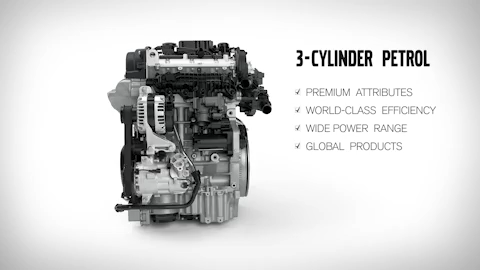 3-CYLINDER PETROL
PREMIUM ATTRIBUTES
WORLD-CLASS EFFICIENCY
WIDE POWER RANGE
GLOBAL PRODUCTS